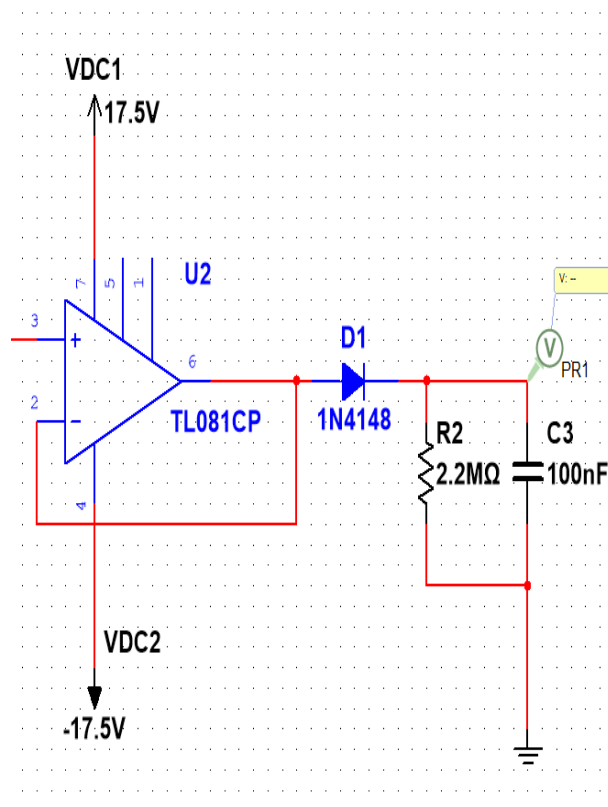 VDC1
17.5V
7
5
1
U2
3
+
6
2
-
TL081CP
4
D1
1N4148
V: --
V
PR1
R2
2.2MΩ
C3
100nF
VDC2
-17.5V